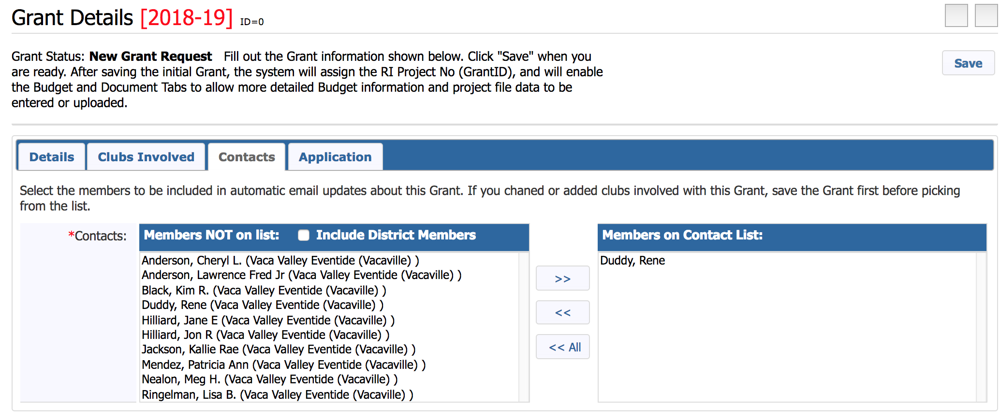 Grant Details [2018-19] ID=0
Grant Status: New Grant Request Fill out the Grant information shown below. Click "Save" when you
are ready. After saving the initial Grant, the system will assign the RI Project No (GrantID), and will enable
the Budget and Document Tabs to allow more detailed Budget information and project file data to be
entered or uploaded.
Save
Details Clubs Involved Contacts Application
Select the members to be included in automatic email updates about this Grant. If you chaned or added clubs involved with this Grant, save the Grant first before picking
from the list.
*Contacts:
Members NOT on list: Include District Members
Anderson, Cheryl L. (Vaca Valley Eventide (Vacaville) )
Anderson, Lawrence Fred Jr (Vaca Valley Eventide (Vacaville) )
Black, Kim R. (Vaca Valley Eventide (Vacaville) )
Duddy, Rene (Vaca Valley Eventide (Vacaville) )
Hilliard, Jane E (Vaca Valley Eventide (Vacaville) )
Hilliard, Jon R (Vaca Valley Eventide (Vacaville) )
Jackson, Kallie Rae (Vaca Valley Eventide (Vacaville) )
Mendez, Patricia Ann (Vaca Valley Eventide (Vacaville) )
Nealon, Meg H. (Vaca Valley Eventide (Vacaville) )
Ringelman, Lisa B. (Vaca Valley Eventide (Vacaville) )
>>
<<
<< All
Members on Contact List:
Duddy, Rene